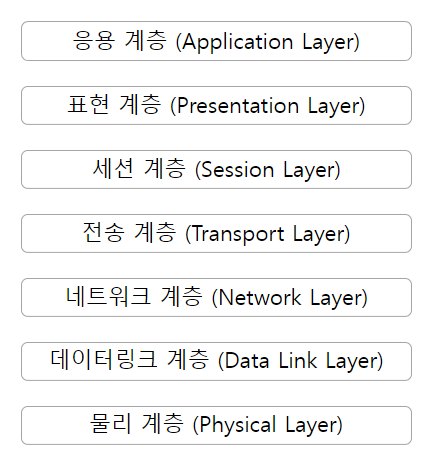 응용 계층 (Application Layer)
표현 계층 (Presentation Layer)
세션 계층 (Session Layer)
전송 계층 (Transport Layer)
네트워크 계층 (Network Layer)
데이터링크 계층 (Data Link Layer)
물리 계층 (Physical Layer)